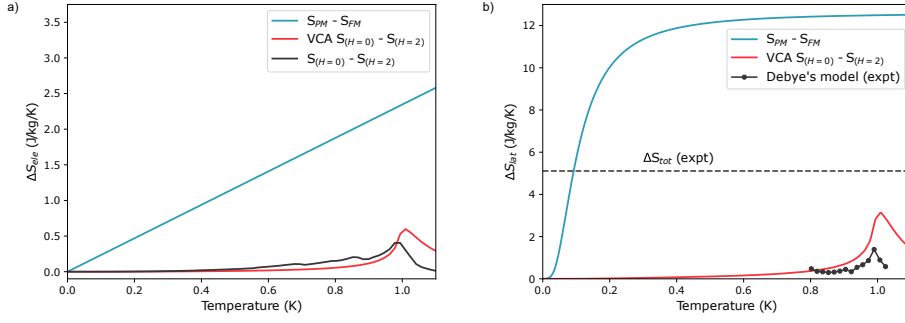 a)
S_PM - S_FM
VCA S_(H=0) - S_(H=2)
S_(H=0) - S_(H=2)
ΔS_ele (J/kg/K)
3.5
3.0
2.5
2.0
1.5
1.0
0.5
0.0
0.0 0.2 0.4 0.6 0.8 1.0
Temperature (K)
b)
S_PM - S_FM
VCA S_(H=0) - S_(H=2)
Debye's model (expt)
ΔS_tot (expt)
ΔS_lat (J/kg/K)
12
10
8
6
4
2
0
0.0 0.2 0.4 0.6 0.8 1.0
Temperature (K)